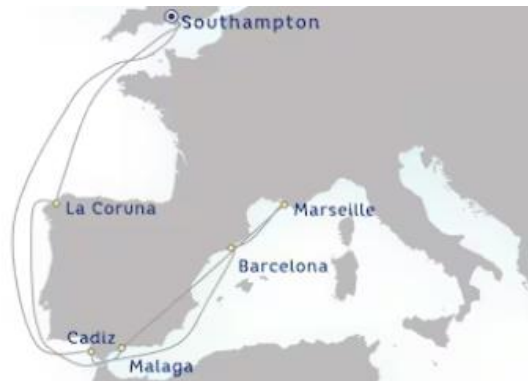 Southampton
La Coruna
Marseille
Barcelona
Cadiz
Malaga